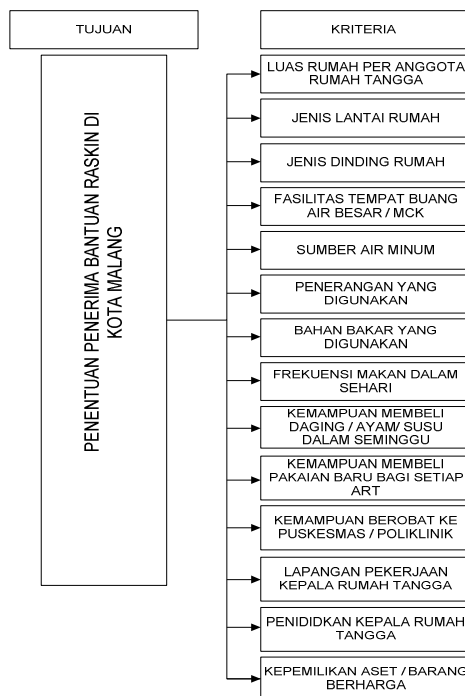 TUJUAN
KRITERIA
PENENTUAN PENERIMA BANTUAN RASKIN DI
KOTA MALANG
LUAS RUMAH PER ANGGOTA
RUMAH TANGGA
JENIS LANTAI RUMAH
JENIS DINDING RUMAH
FASILITAS TEMPAT BUANG
AIR BESAR / MCK
SUMBER AIR MINUM
PENERANGAN YANG
DIGUNAKAN
BAHAN BAKAR YANG
DIGUNAKAN
FREKUENSI MAKAN DALAM
SEHARI
KEMAMPUAN MEMBELI
DAGING / AYAM/ SUSU
DALAM SEMINGGU
KEMAMPUAN MEMBELI
PAKAIAN BARU BAGI SETIAP
ART
KEMAMPUAN BEROBAT KE
PUSKESMAS / POLIKLINIK
LAPANGAN PEKERJAAN
KEPALA RUMAH TANGGA
PENIDIDKAN KEPALA RUMAH
TANGGA
KEPEMILIKAN ASET / BARANG
BERHARGA